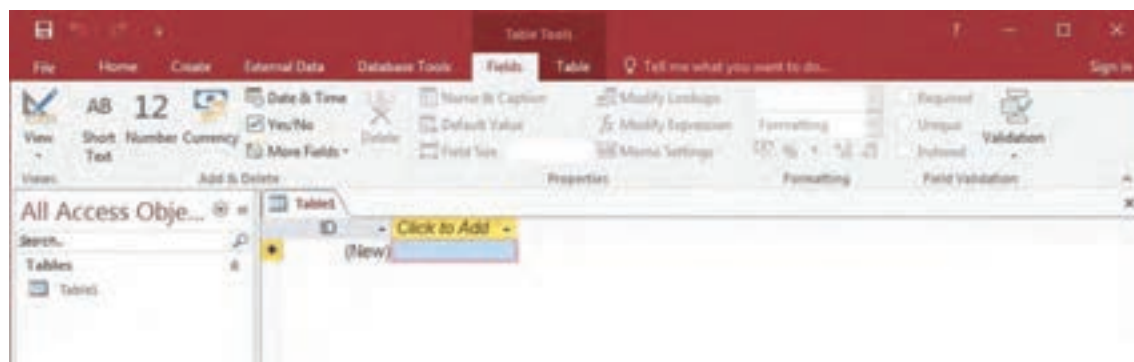 Table Tools
File Home Create External Data Database Tools Fields Table Tell me what you want to do... Sign in
View
AB Short Text
12 Number
Currency
Date & Time
Yes/No
More Fields
Delete
Name & Caption
Default Value
Field Size
Modify Lookups
Modify Expression
Memo Settings
Formatting
Required
Unique
Indexed
Validation
Views Add & Delete Properties Formatting Field Validation
All Access Obje...
Search..
Tables
Table1
Table1
ID Click to Add
(New)